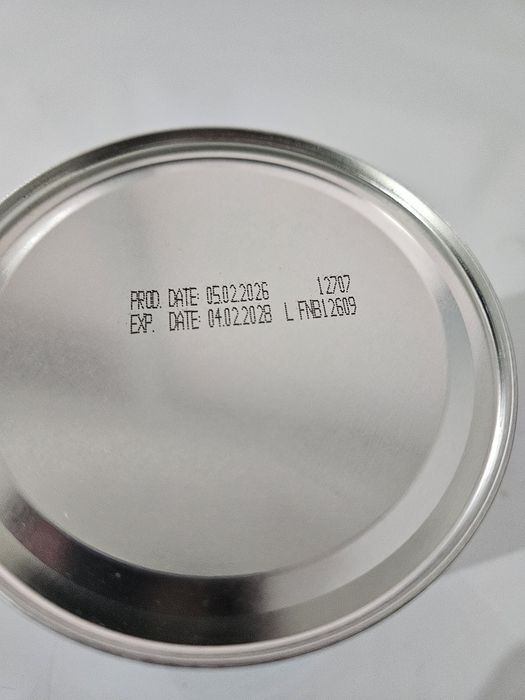 PROD. DATE: 05.02.2026 12707
EXP. DATE: 04.02.2028 L FNB12609